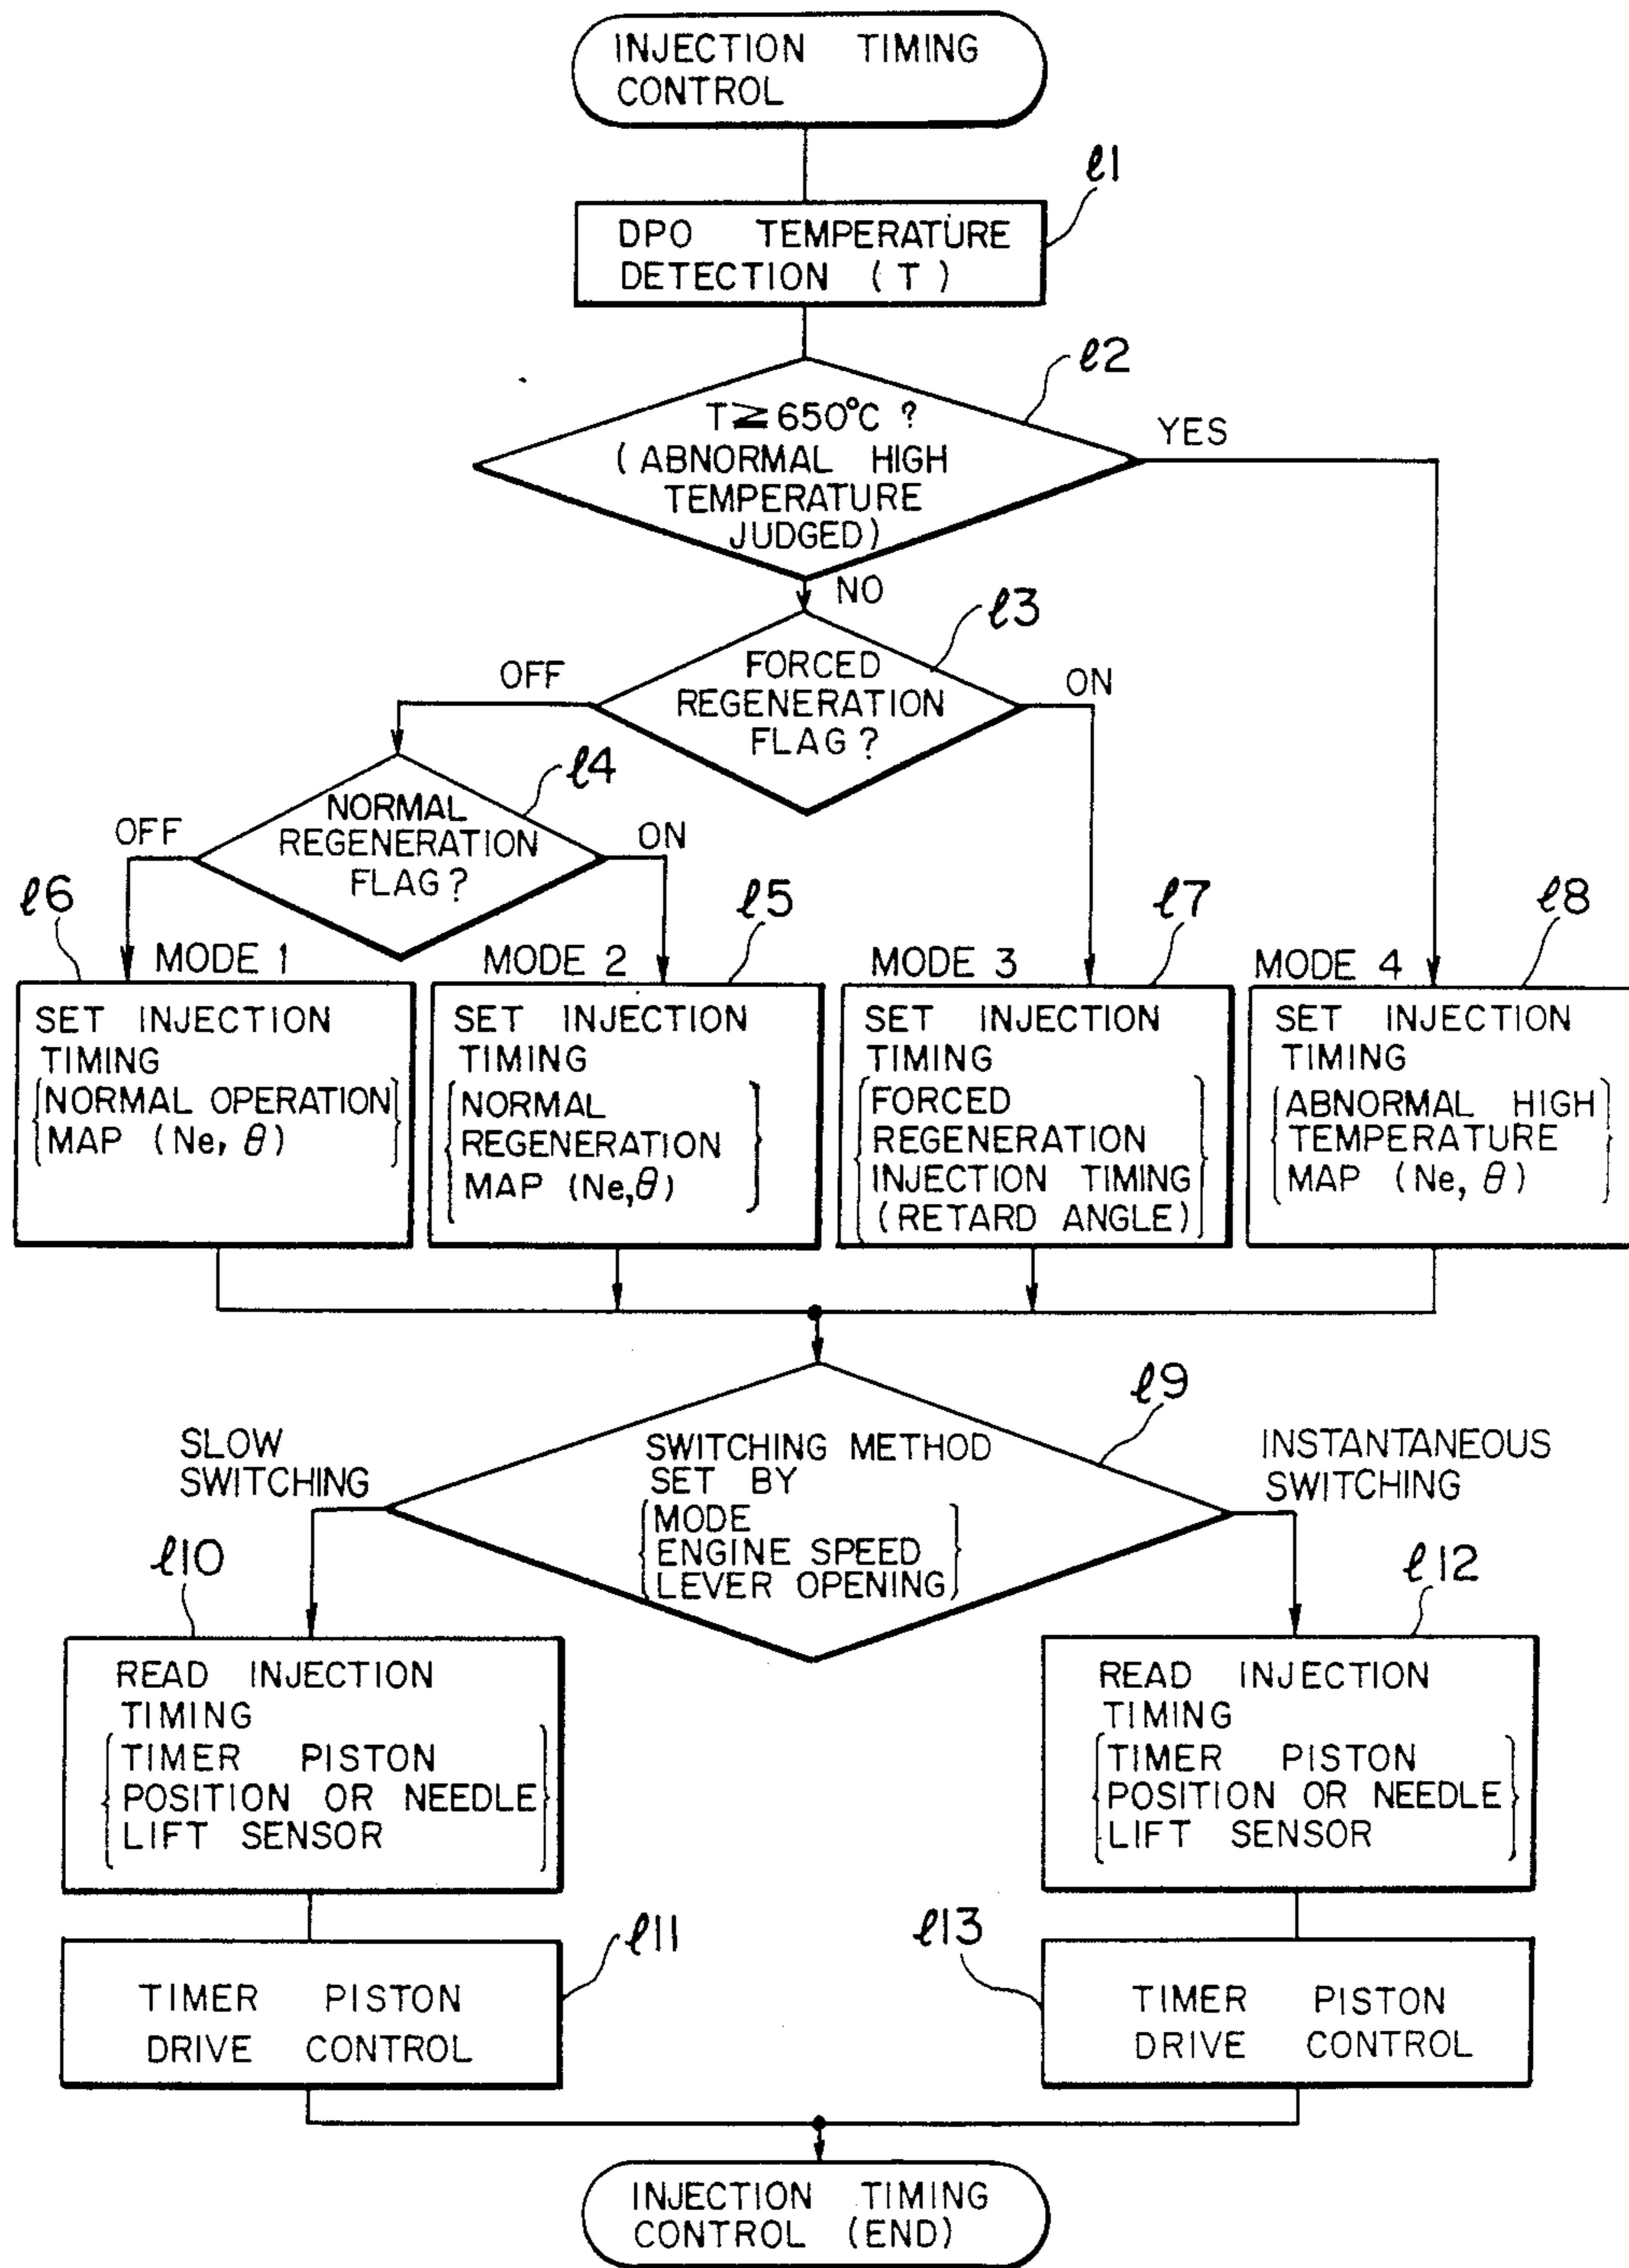 INJECTION TIMING
CONTROL
ℓ1
DPO TEMPERATURE
DETECTION (T)
ℓ2
T≧650°C ?
(ABNORMAL HIGH
TEMPERATURE
JUDGED)
YES
NO
ℓ3
FORCED
REGENERATION
FLAG?
OFF
ON
ℓ4
NORMAL
REGENERATION
FLAG?
OFF
ON
ℓ6
MODE 1
SET INJECTION
TIMING
NORMAL OPERATION
MAP (Ne, θ)
ℓ5
MODE 2
SET INJECTION
TIMING
NORMAL
REGENERATION
MAP (Ne,θ)
ℓ7
MODE 3
SET INJECTION
TIMING
FORCED
REGENERATION
INJECTION TIMING
(RETARD ANGLE)
ℓ8
MODE 4
SET INJECTION
TIMING
ABNORMAL HIGH
TEMPERATURE
MAP (Ne, θ)
ℓ9
SWITCHING METHOD
SET BY
MODE
ENGINE SPEED
LEVER OPENING
SLOW
SWITCHING
INSTANTANEOUS
SWITCHING
ℓ10
READ INJECTION
TIMING
TIMER PISTON
POSITION OR NEEDLE
LIFT SENSOR
ℓ12
READ INJECTION
TIMING
TIMER PISTON
POSITION OR NEEDLE
LIFT SENSOR
ℓ11
TIMER PISTON
DRIVE CONTROL
ℓ13
TIMER PISTON
DRIVE CONTROL
INJECTION TIMING
CONTROL (END)